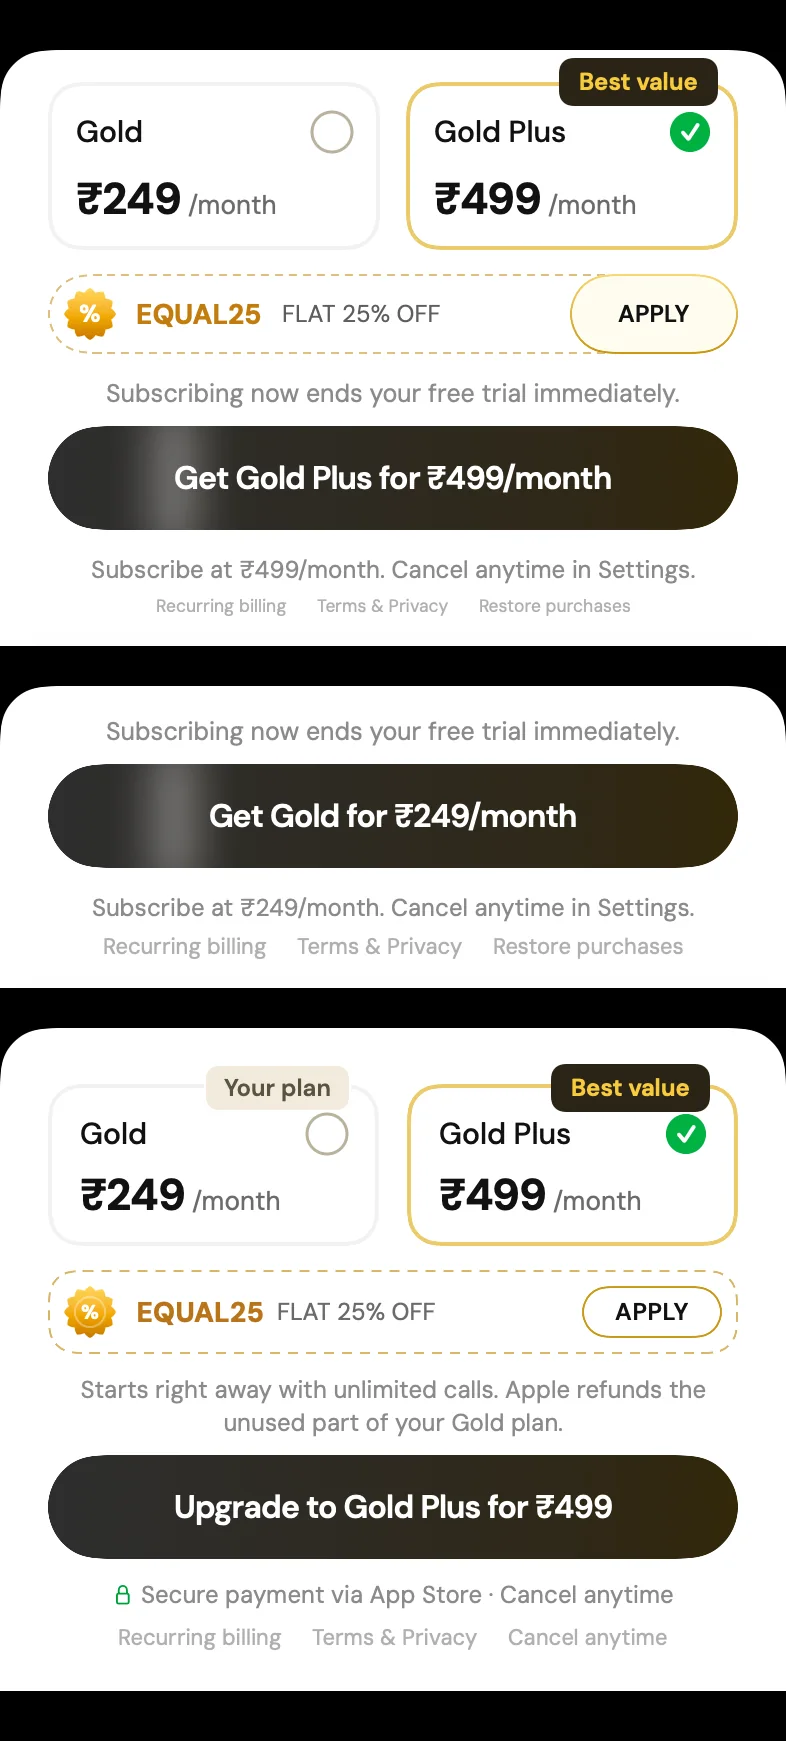 Best value
Gold
Gold Plus
₹249 /month
₹499 /month
% EQUAL25 FLAT 25% OFF APPLY
Subscribing now ends your free trial immediately.
Get Gold Plus for ₹499/month
Subscribe at ₹499/month. Cancel anytime in Settings.
Recurring billing Terms & Privacy Restore purchases
Subscribing now ends your free trial immediately.
Get Gold for ₹249/month
Subscribe at ₹249/month. Cancel anytime in Settings.
Recurring billing Terms & Privacy Restore purchases
Your plan
Best value
Gold
Gold Plus
₹249 /month
₹499 /month
% EQUAL25 FLAT 25% OFF APPLY
Starts right away with unlimited calls. Apple refunds the
unused part of your Gold plan.
Upgrade to Gold Plus for ₹499
Secure payment via App Store · Cancel anytime
Recurring billing Terms & Privacy Cancel anytime